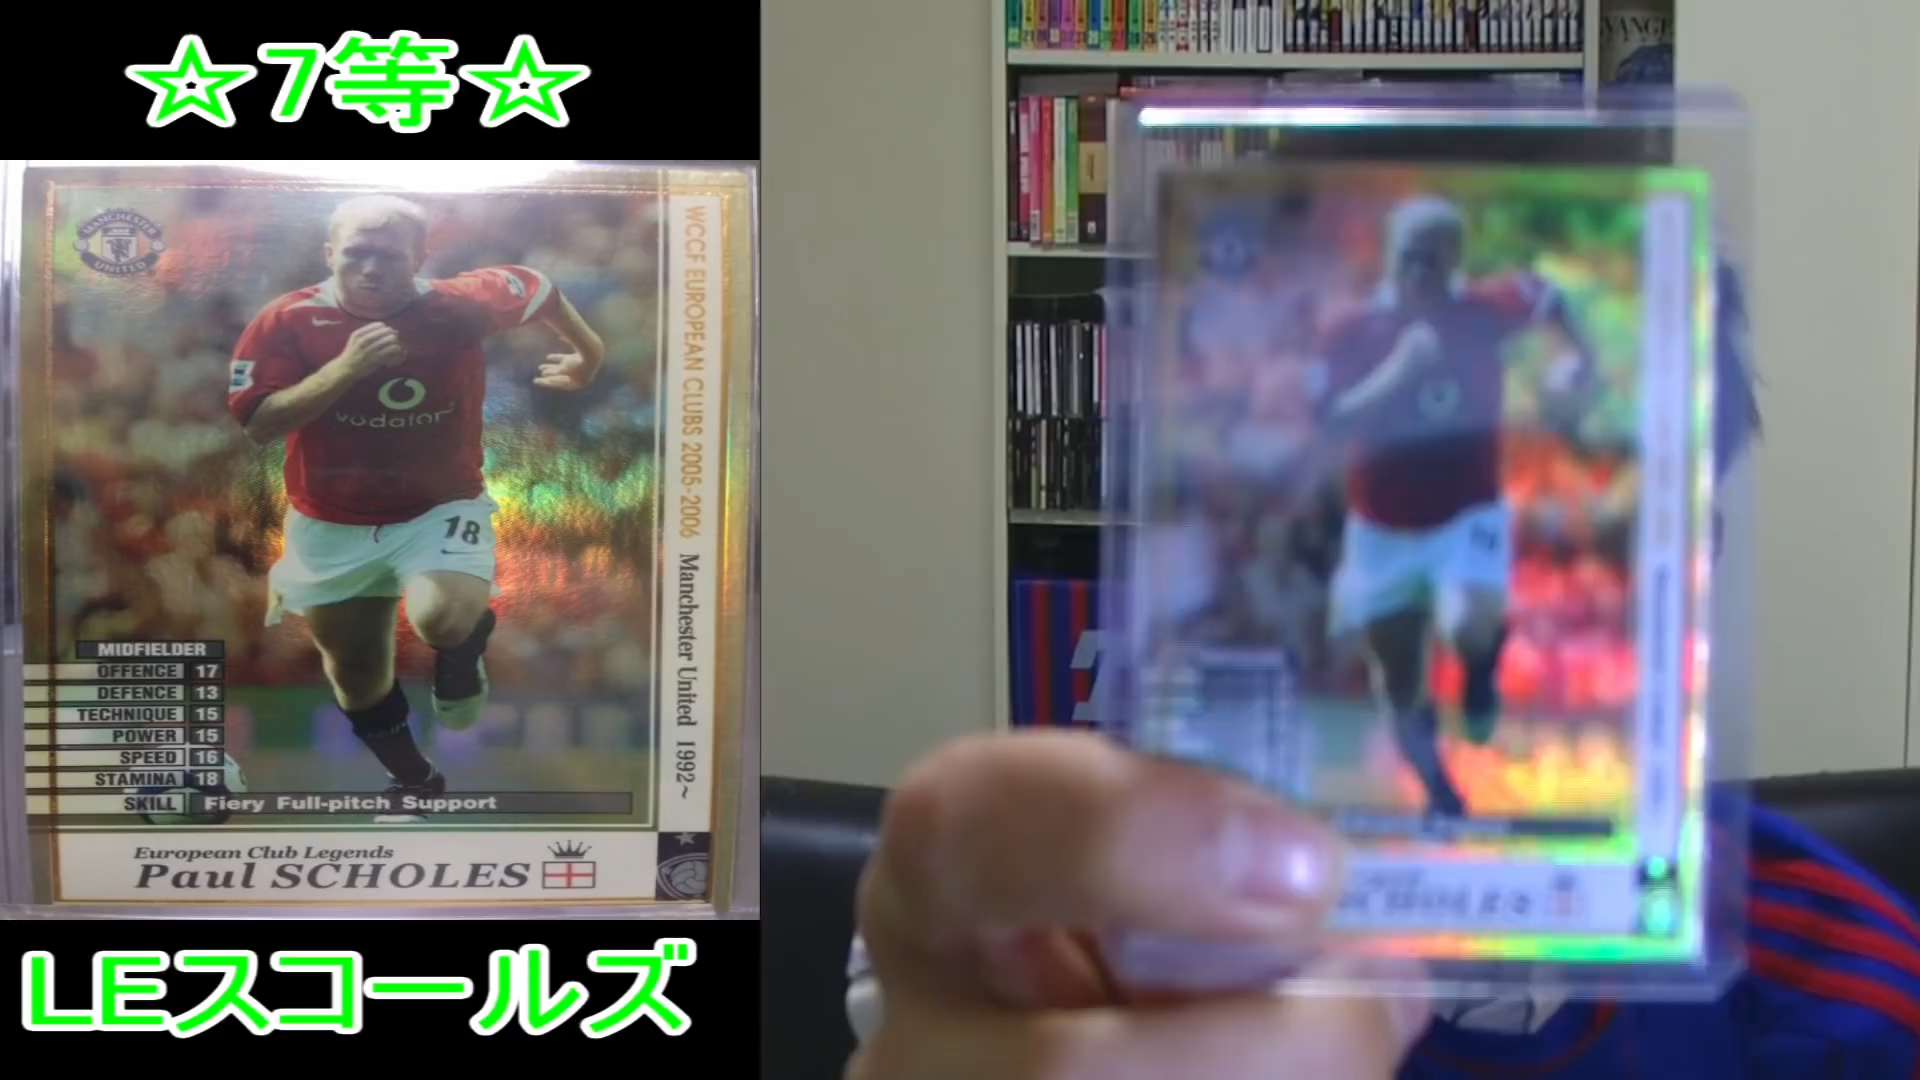 ☆7等☆
MANCHESTER
UNITED
WCCF EUROPEAN CLUBS 2005-2006 Manchester United 1992~
vodafon
18
MIDFIELDER
OFFENCE 17
DEFENCE 13
TECHNIQUE 15
POWER 15
SPEED 16
STAMINA 18
SKILL Fiery Full-pitch Support
European Club Legends
Paul SCHOLES
LEスコールズ
VANGE